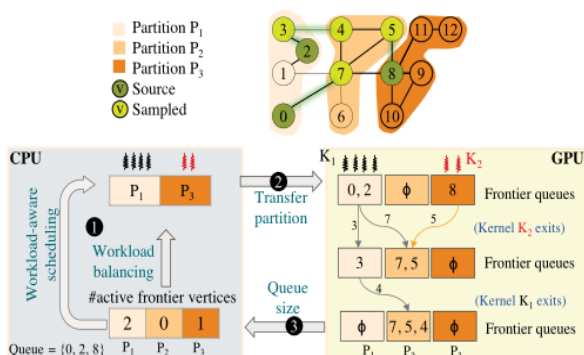 Partition P1
Partition P2
Partition P3
V Source
V Sampled
3 4 5 11 12
2
1 7 8 9
0 6 10
CPU
GPU
K1
K2
P1 P3
2
Transfer partition
0, 2 ϕ 8
Frontier queues
Workload-aware scheduling
1
Workload balancing
3 7 5
(Kernel K2 exits)
3 7, 5 ϕ
Frontier queues
#active frontier vertices
Queue size
4
(Kernel K1 exits)
2 0 1
3
ϕ 7, 5, 4 ϕ
Frontier queues
Queue = {0, 2, 8}
P1 P2 P3
P1 P2 P3